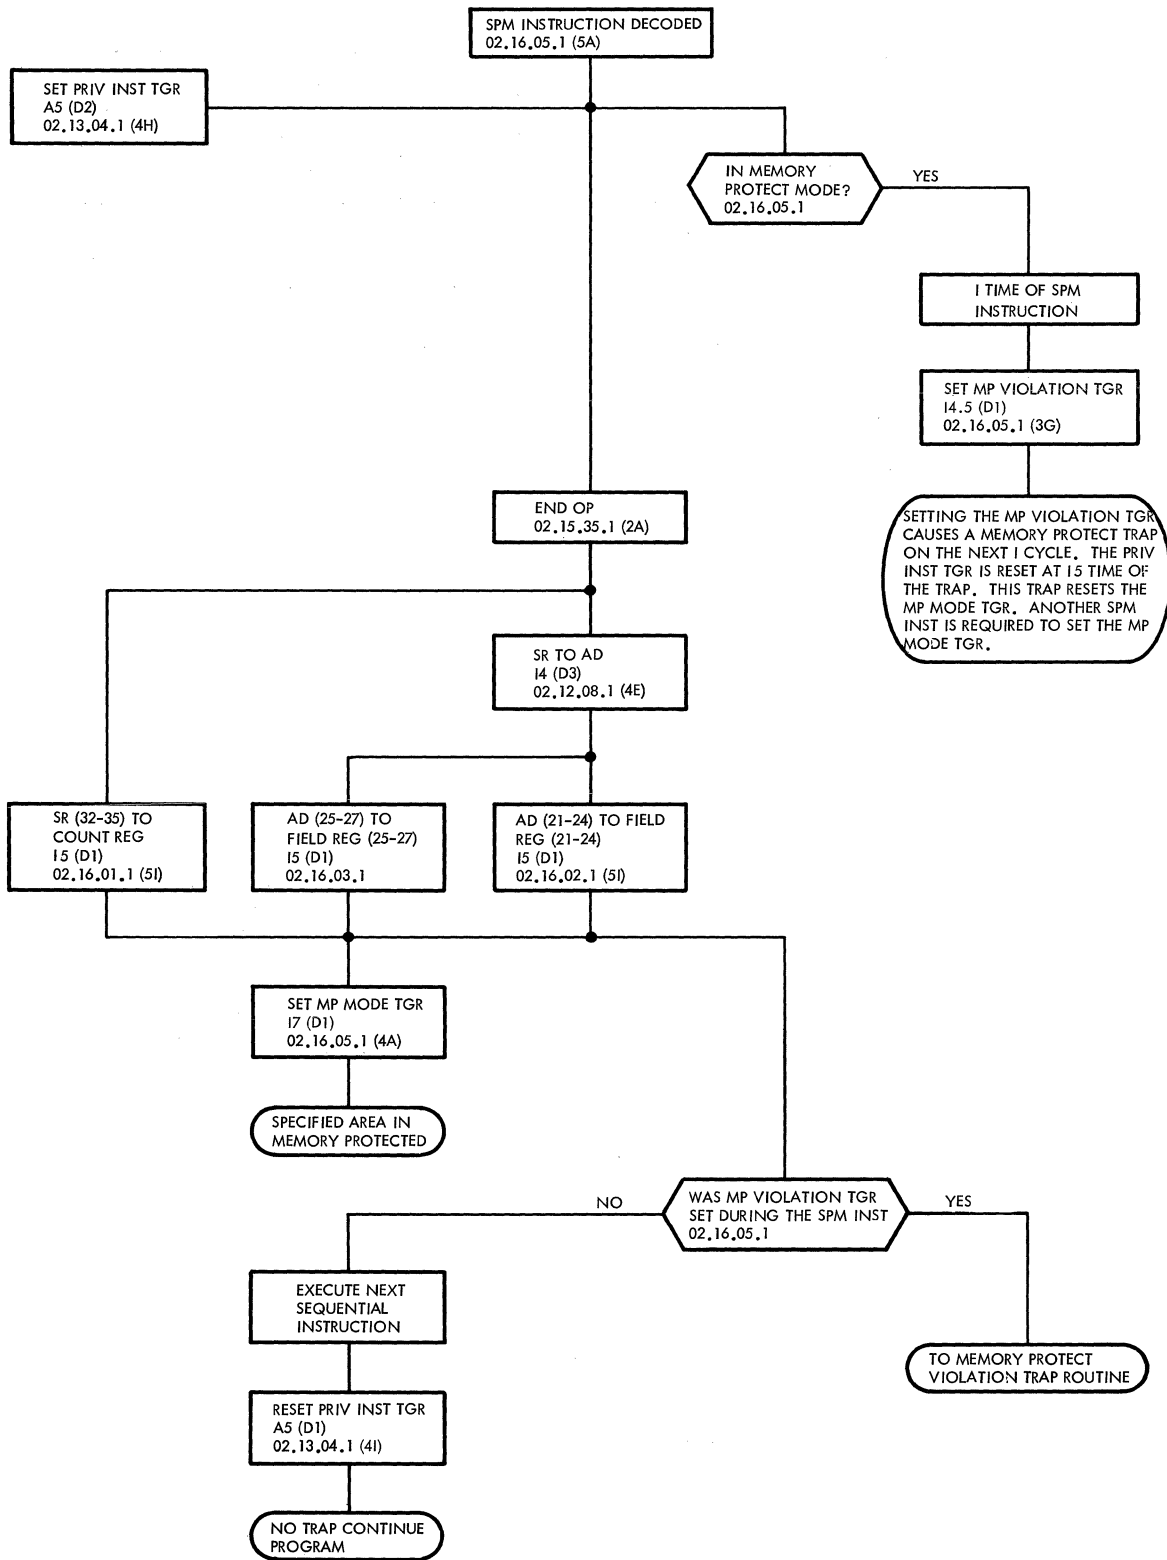 SPM INSTRUCTION DECODED
02.16.05.1 (5A)
SET PRIV INST TGR
A5 (D2)
02.13.04.1 (4H)
IN MEMORY
PROTECT MODE?
02.16.05.1
YES
I TIME OF SPM
INSTRUCTION
SET MP VIOLATION TGR
I4.5 (D1)
02.16.05.1 (3G)
SETTING THE MP VIOLATION TGR
CAUSES A MEMORY PROTECT TRAP
ON THE NEXT I CYCLE. THE PRIV
INST TGR IS RESET AT I5 TIME OF
THE TRAP. THIS TRAP RESETS THE
MP MODE TGR. ANOTHER SPM
INST IS REQUIRED TO SET THE MP
MODE TGR.
END OP
02.15.35.1 (2A)
SR TO AD
I4 (D3)
02.12.08.1 (4E)
SR (32-35) TO
COUNT REG
I5 (D1)
02.16.01.1 (5I)
AD (25-27) TO
FIELD REG (25-27)
I5 (D1)
02.16.03.1
AD (21-24) TO FIELD
REG (21-24)
I5 (D1)
02.16.02.1 (5I)
SET MP MODE TGR
I7 (D1)
02.16.05.1 (4A)
SPECIFIED AREA IN
MEMORY PROTECTED
NO
WAS MP VIOLATION TGR
SET DURING THE SPM INST
02.16.05.1
YES
EXECUTE NEXT
SEQUENTIAL
INSTRUCTION
TO MEMORY PROTECT
VIOLATION TRAP ROUTINE
RESET PRIV INST TGR
A5 (D1)
02.13.04.1 (4I)
NO TRAP CONTINUE
PROGRAM